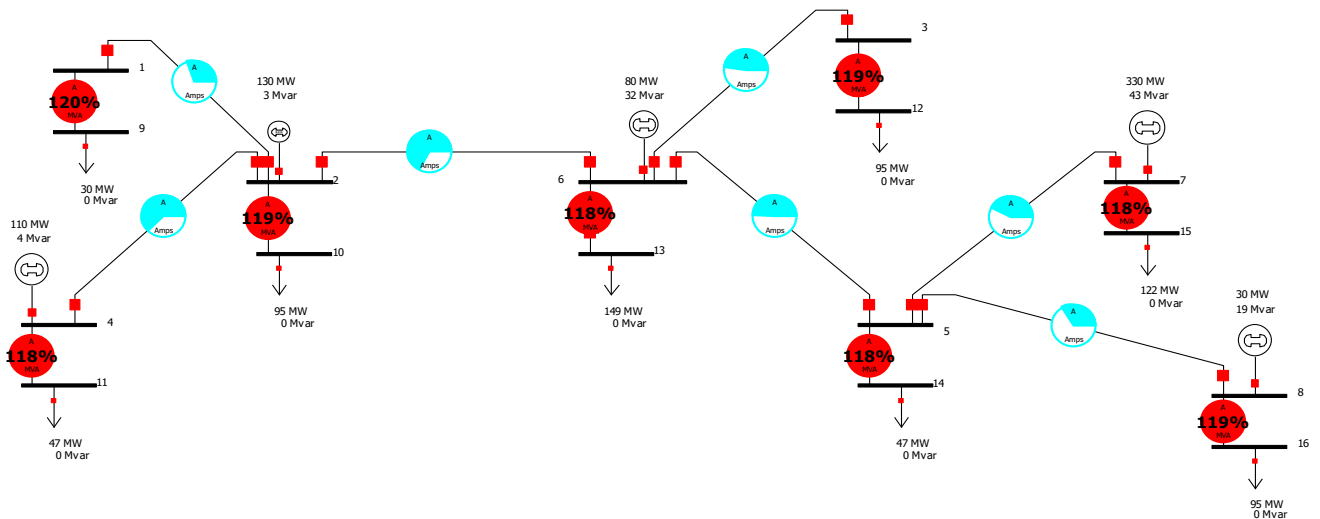 3
A
1
A
120%
MVA
9
30 MW
0 Mvar
A
Amps
130 MW
3 Mvar
2
A
119%
MVA
10
95 MW
0 Mvar
A
Amps
110 MW
4 Mvar
4
A
118%
MVA
11
47 MW
0 Mvar
A
Amps
80 MW
32 Mvar
6
A
118%
13
149 MW
0 Mvar
A
Amps
A
119%
MVA
12
95 MW
0 Mvar
A
Amps
5
A
118%
MVA
14
47 MW
0 Mvar
A
Amps
330 MW
43 Mvar
7
A
118%
MVA
15
122 MW
0 Mvar
A
Amps
30 MW
19 Mvar
8
A
119%
MVA
16
95 MW
0 Mvar